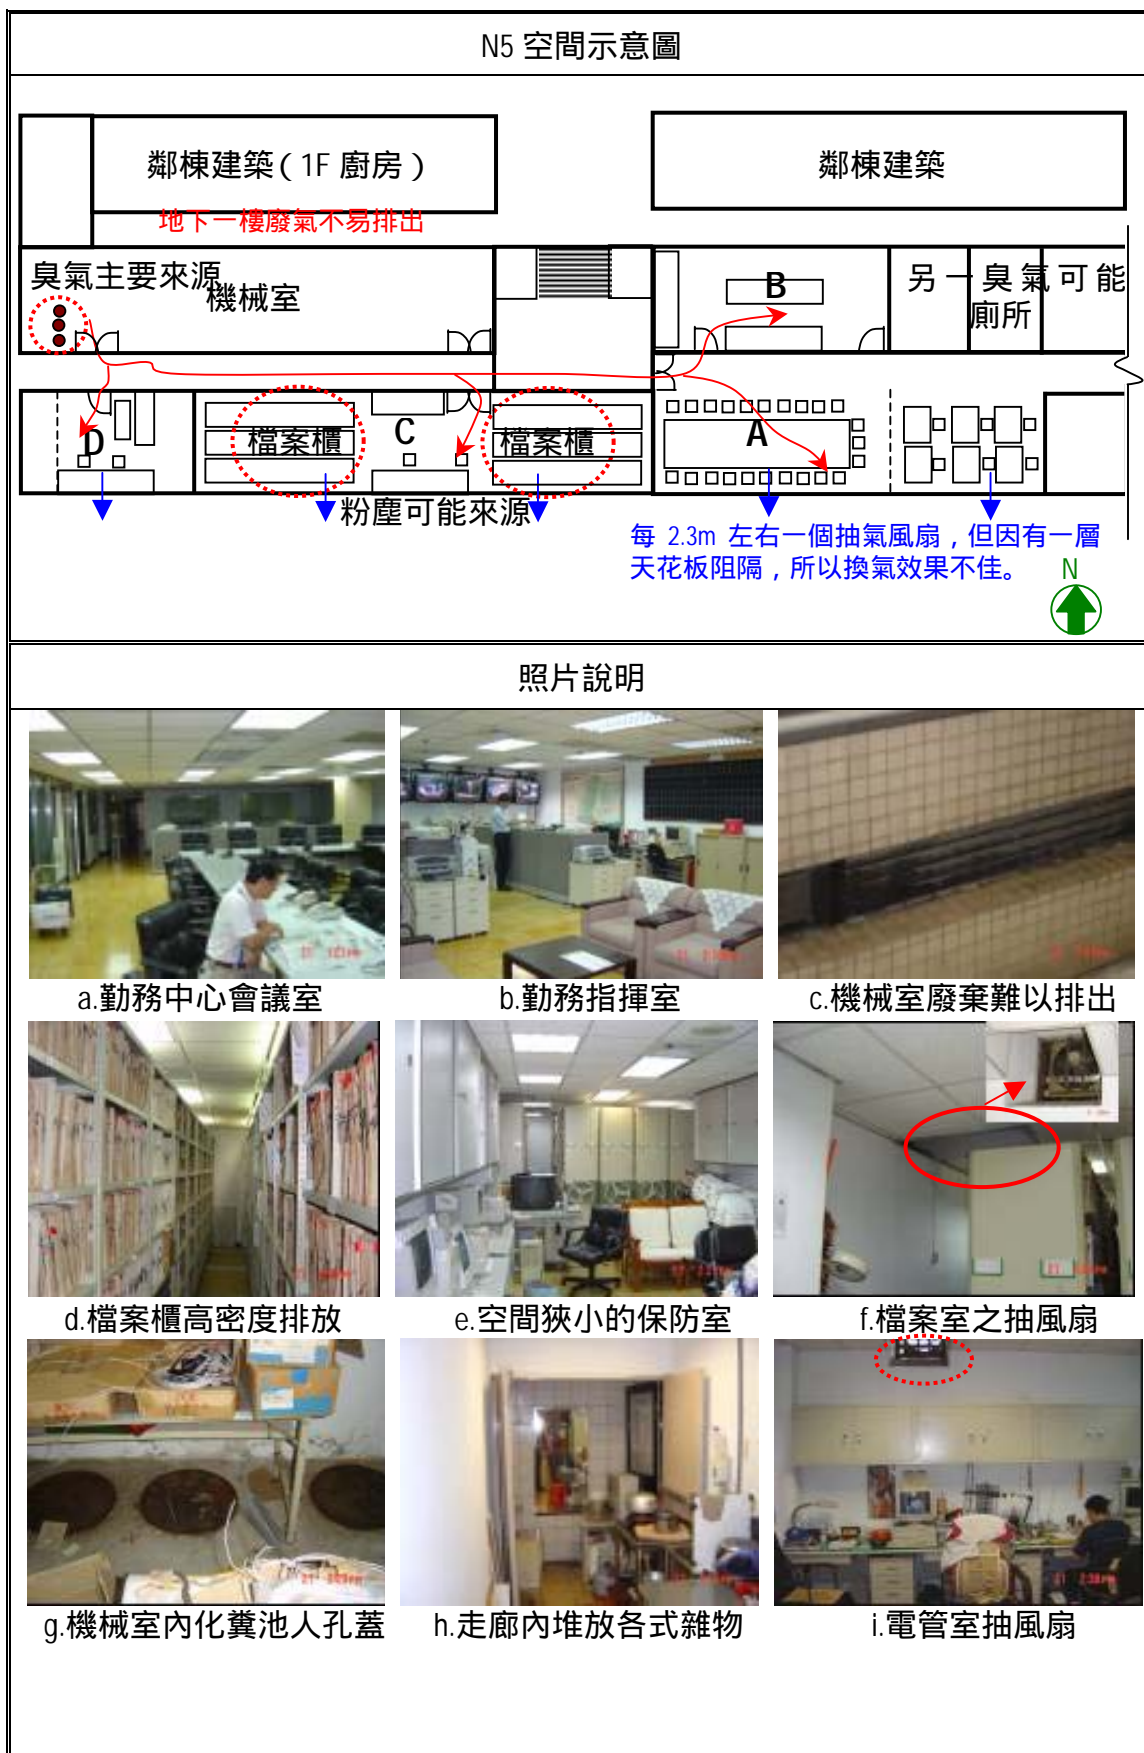 N5 空間示意圖
鄰棟建築(1F 廚房)
鄰棟建築
地下一樓廢氣不易排出
臭氣主要來源
機械室
B
另一臭氣可能
廁所
D
檔案櫃
C
檔案櫃
A
粉塵可能來源
每 2.3m 左右一個抽氣風扇，但因有一層
天花板阻隔，所以換氣效果不佳。
N
照片說明
a.勤務中心會議室
b.勤務指揮室
c.機械室廢棄難以排出
d.檔案櫃高密度排放
e.空間狹小的保防室
f.檔案室之抽風扇
g.機械室內化糞池人孔蓋
h.走廊內堆放各式雜物
i.電管室抽風扇